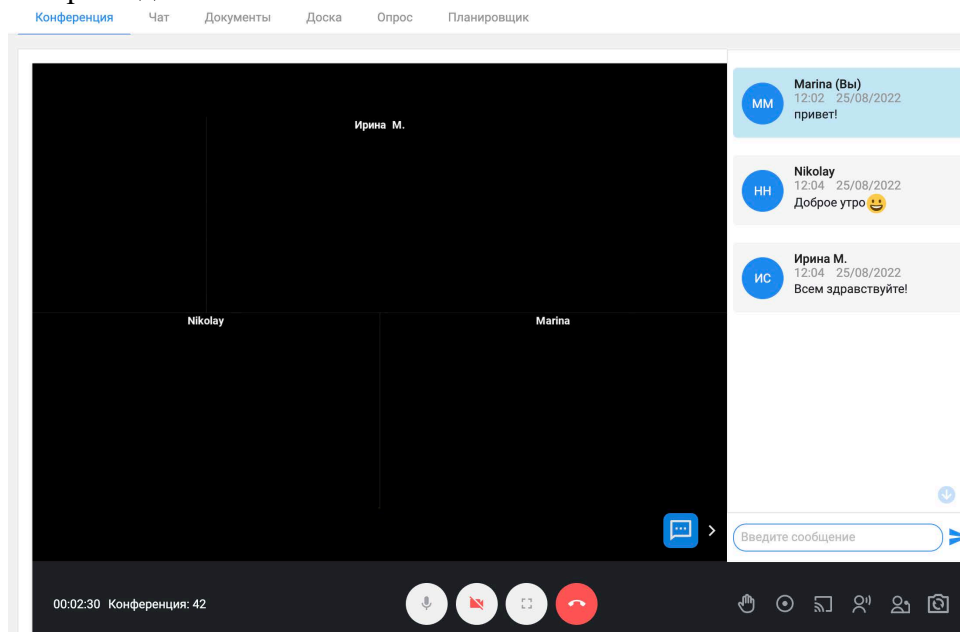 Конференция Чат Документы Доска Опрос Планировщик
Ирина М.
Nikolay
Marina
ММ
Marina (Вы)
12:02 25/08/2022
привет!
НН
Nikolay
12:04 25/08/2022
Доброе утро😀
ИС
Ирина М.
12:04 25/08/2022
Всем здравствуйте!
Введите сообщение
00:02:30 Конференция: 42